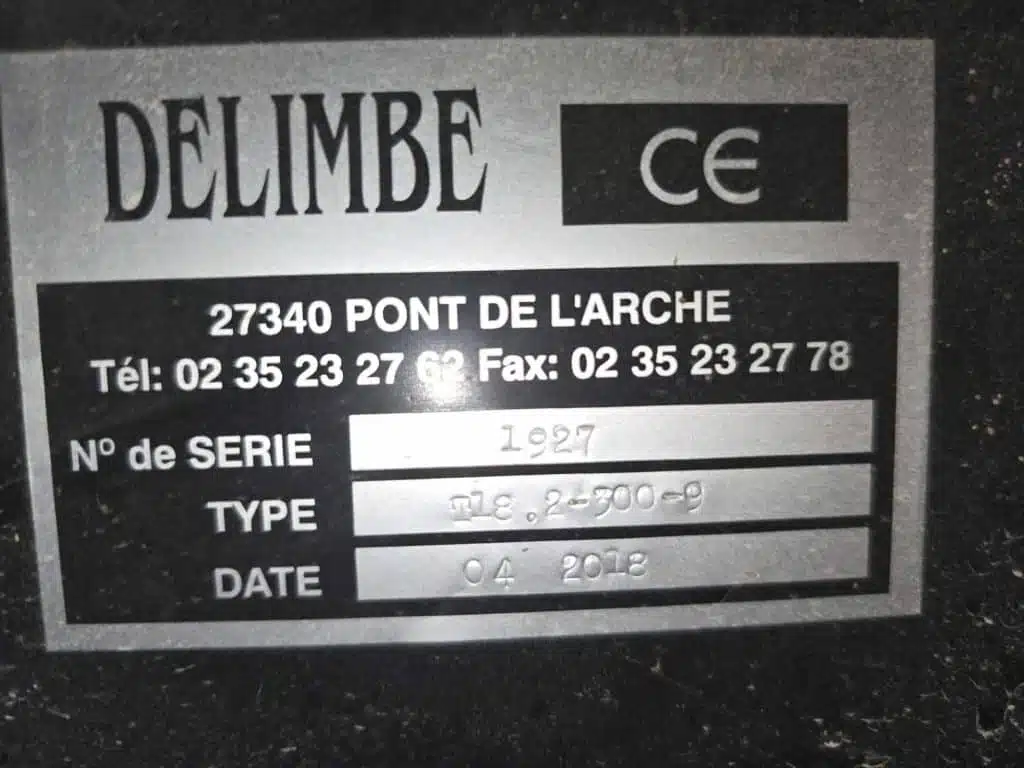 DELIMBE CE
27340 PONT DE L'ARCHE
Tél: 02 35 23 27 62 Fax: 02 35 23 27 78
Nº de SERIE 1927
TYPE T18.2-300-9
DATE 04 2018